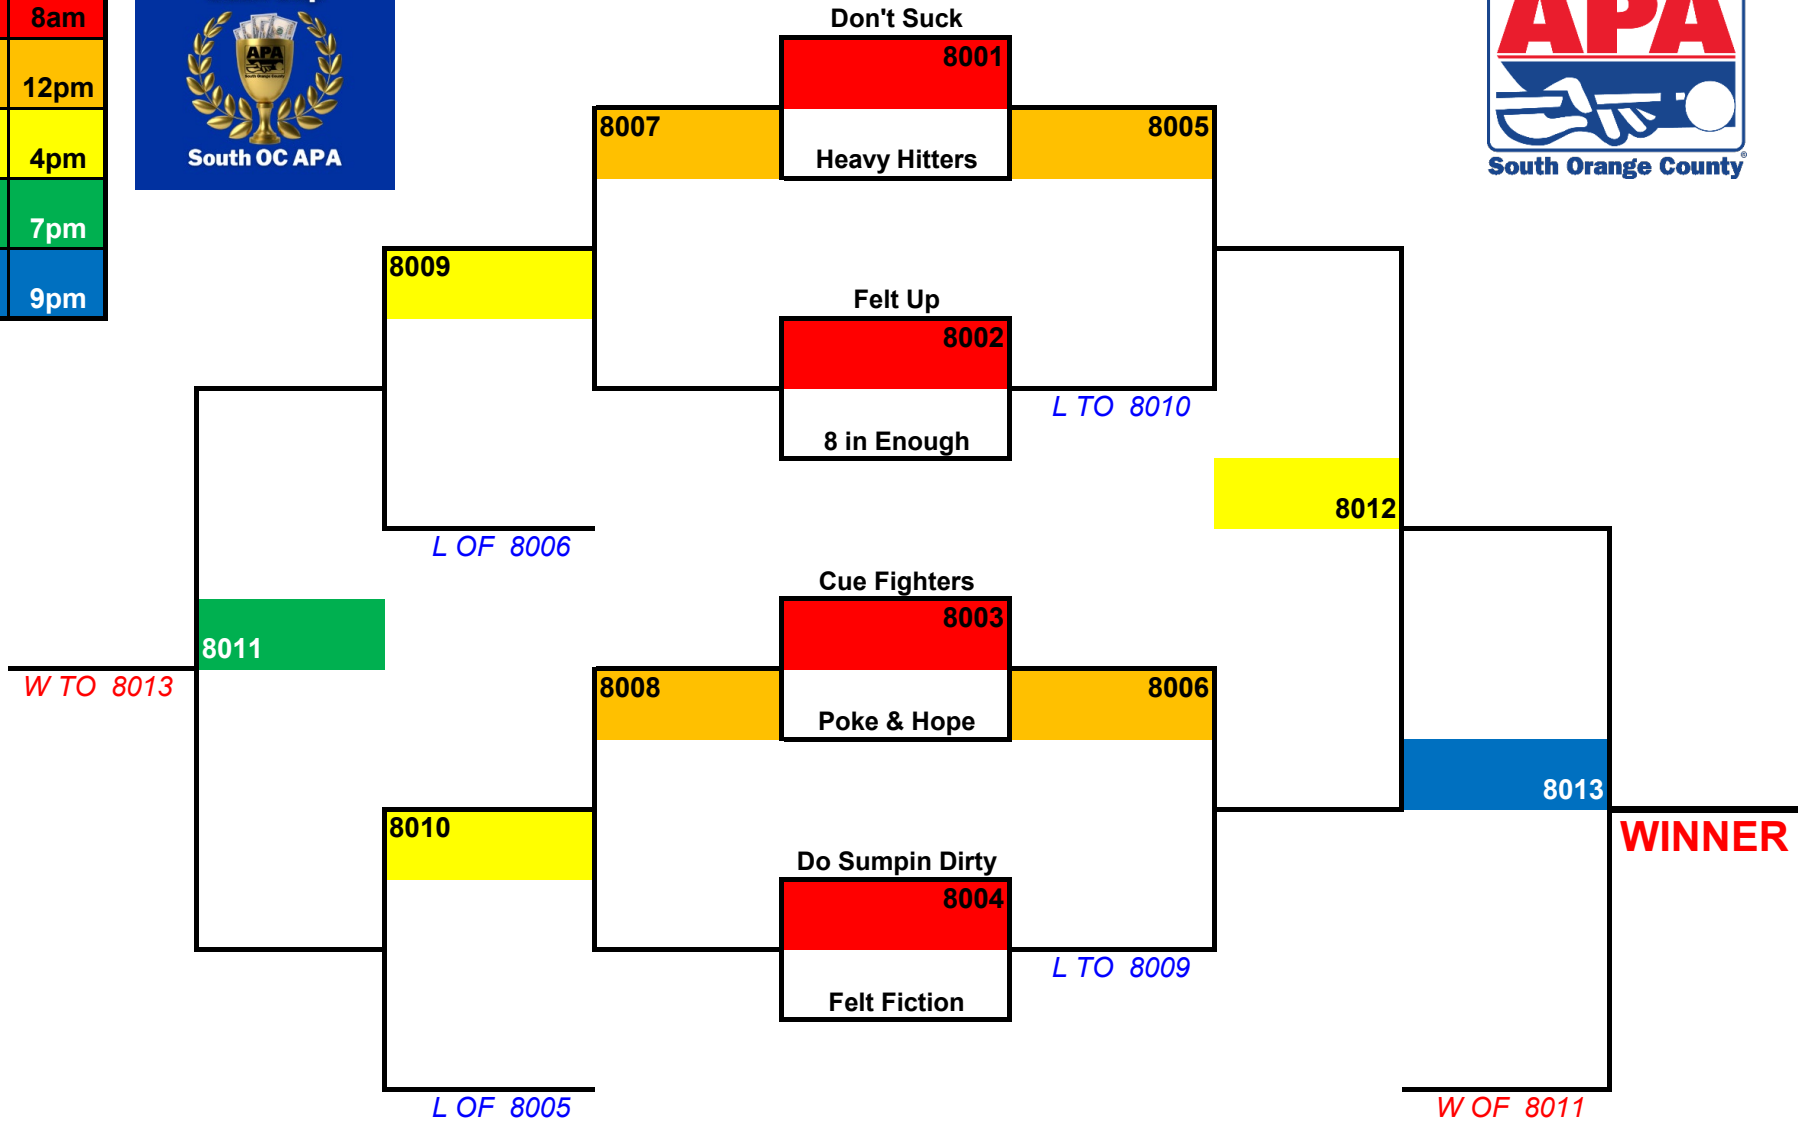 8am
12pm
4pm
7pm
9pm
APA
South Orange County
South OC APA
APA
South Orange County®
Don't Suck
8001
8007
8005
Heavy Hitters
8009
Felt Up
8002
L TO 8010
8 in Enough
8012
L OF 8006
Cue Fighters
8003
8011
W TO 8013
8008
8006
Poke & Hope
8013
8010
WINNER
Do Sumpin Dirty
8004
L TO 8009
Felt Fiction
L OF 8005
W OF 8011